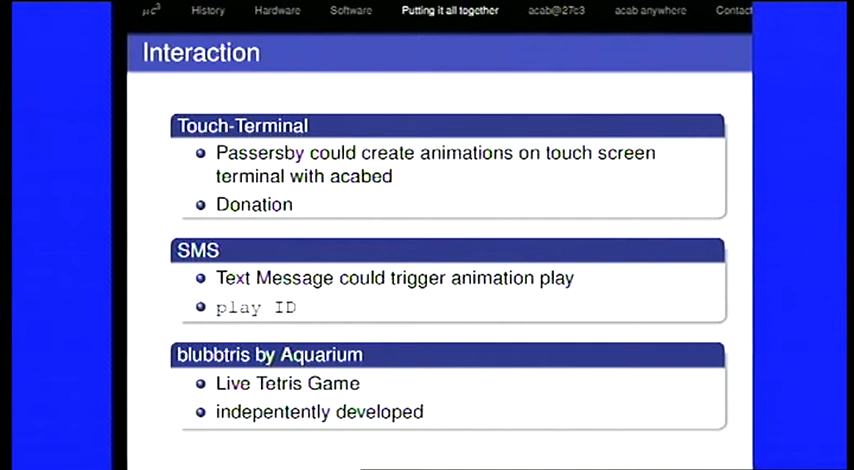 μc³ History Hardware Software Putting it all together acab@27c3 acab anywhere Contact
Interaction
Touch-Terminal
Passersby could create animations on touch screen
terminal with acabed
Donation
SMS
Text Message could trigger animation play
play ID
blubbtris by Aquarium
Live Tetris Game
indepentently developed